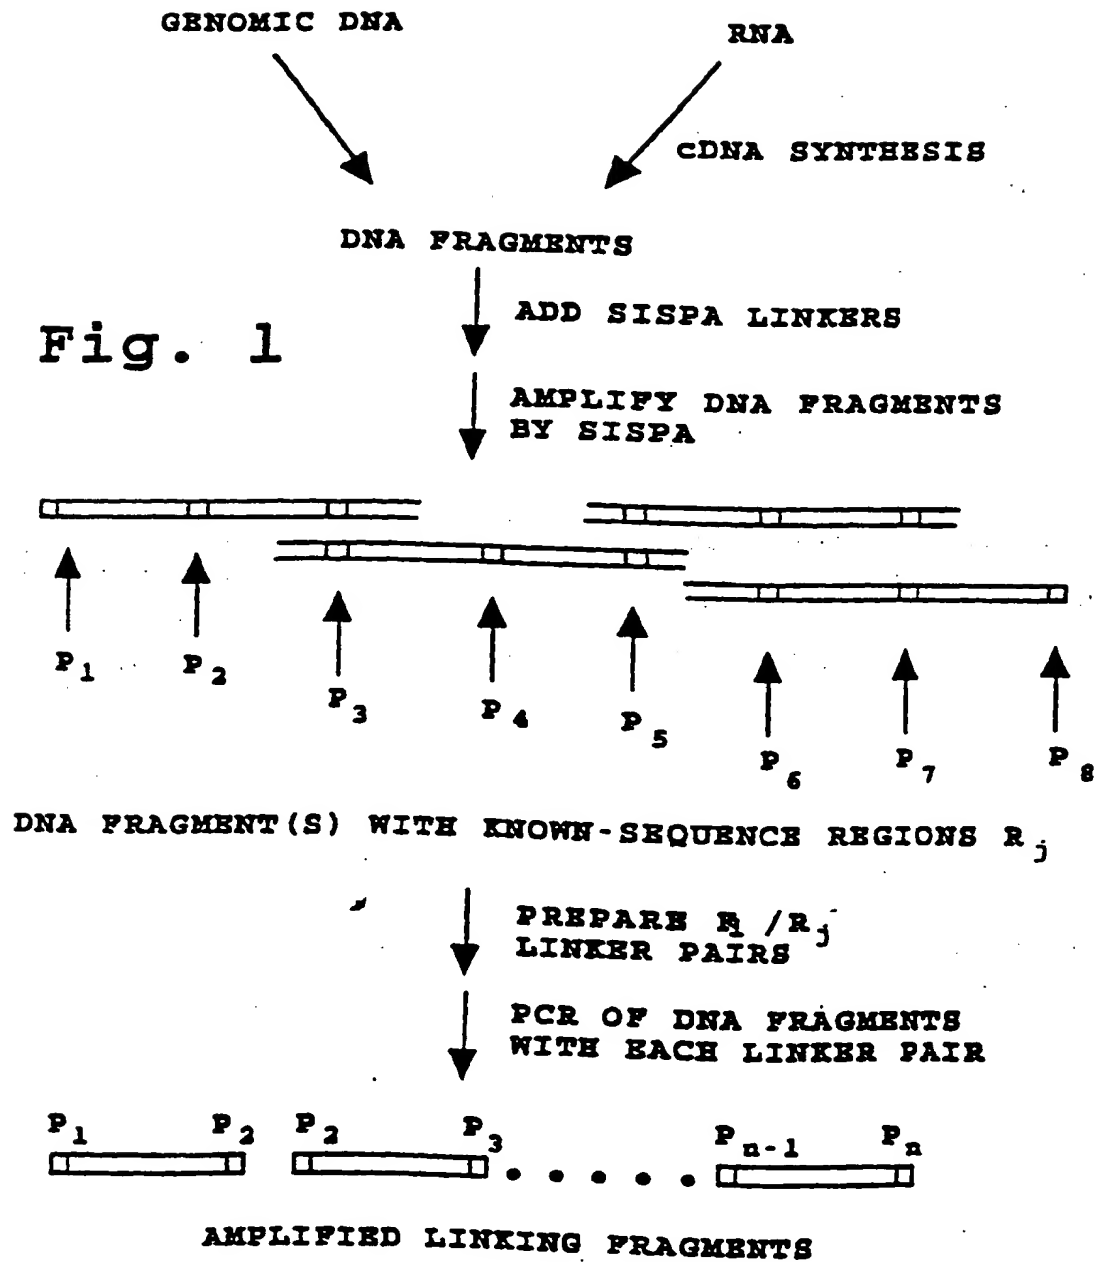 GENOMIC DNA
RNA
cDNA SYNTHESIS
DNA FRAGMENTS
ADD SISPA LINKERS
Fig. 1
AMPLIFY DNA FRAGMENTS
BY SISPA
P1 P2 P3 P4 P5 P6 P7 P8
DNA FRAGMENT(S) WITH KNOWN-SEQUENCE REGIONS Rj
PREPARE /Rj
LINKER PAIRS
PCR OF DNA FRAGMENTS
WITH EACH LINKER PAIR
P1 P2 P2 P3 Pn-1 Pn
AMPLIFIED LINKING FRAGMENTS